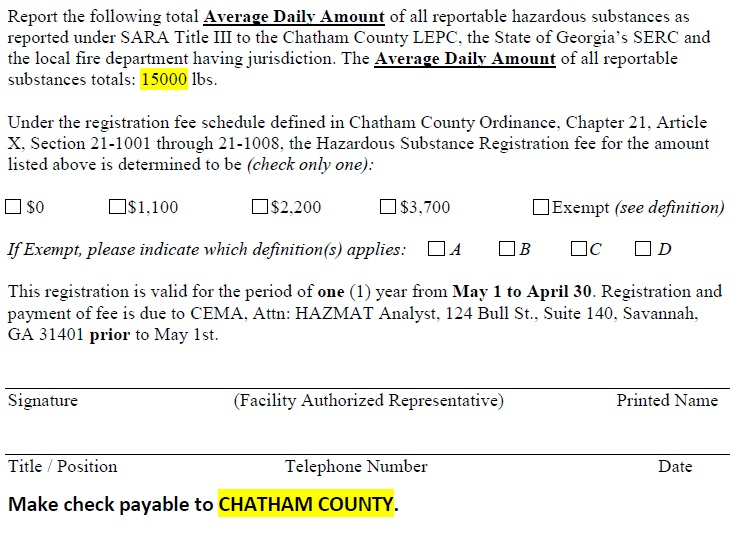 Report the following total Average Daily Amount of all reportable hazardous substances as
reported under SARA Title III to the Chatham County LEPC, the State of Georgia's SERC and
the local fire department having jurisdiction. The Average Daily Amount of all reportable
substances totals: 15000 lbs.
Under the registration fee schedule defined in Chatham County Ordinance, Chapter 21, Article
X, Section 21-1001 through 21-1008, the Hazardous Substance Registration fee for the amount
listed above is determined to be (check only one):
☐ $0 ☐ $1,100 ☐ $2,200 ☐ $3,700 ☐ Exempt (see definition)
If Exempt, please indicate which definition(s) applies: ☐ A ☐ B ☐ C ☐ D
This registration is valid for the period of one (1) year from May 1 to April 30. Registration and
payment of fee is due to CEMA, Attn: HAZMAT Analyst, 124 Bull St., Suite 140, Savannah,
GA 31401 prior to May 1st.
Signature (Facility Authorized Representative) Printed Name
Title / Position Telephone Number Date
Make check payable to CHATHAM COUNTY.